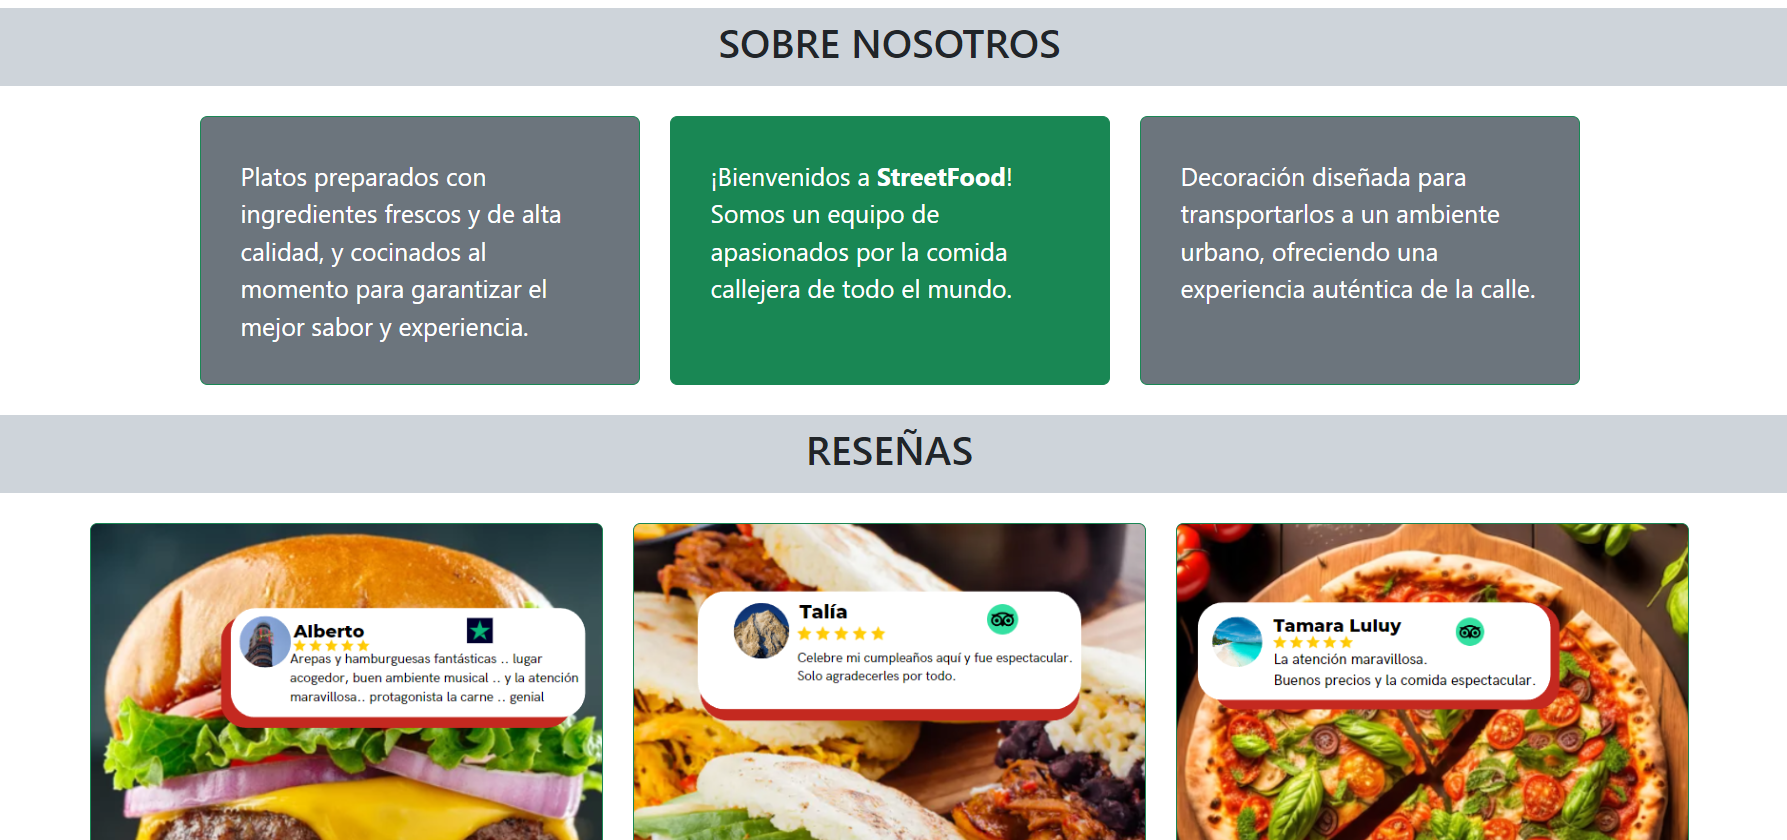 SOBRE NOSOTROS
Platos preparados con
ingredientes frescos y de alta
calidad, y cocinados al
momento para garantizar el
mejor sabor y experiencia.
¡Bienvenidos a StreetFood!
Somos un equipo de
apasionados por la comida
callejera de todo el mundo.
Decoración diseñada para
transportarlos a un ambiente
urbano, ofreciendo una
experiencia auténtica de la calle.
RESEÑAS
Alberto
Arepas y hamburguesas fantásticas .. lugar
acogedor, buen ambiente musical .. y la atención
maravillosa.. protagonista la carne .. genial
Talía
Celebre mi cumpleaños aquí y fue espectacular.
Solo agradecerles por todo.
Tamara Luluy
La atención maravillosa.
Buenos precios y la comida espectacular.